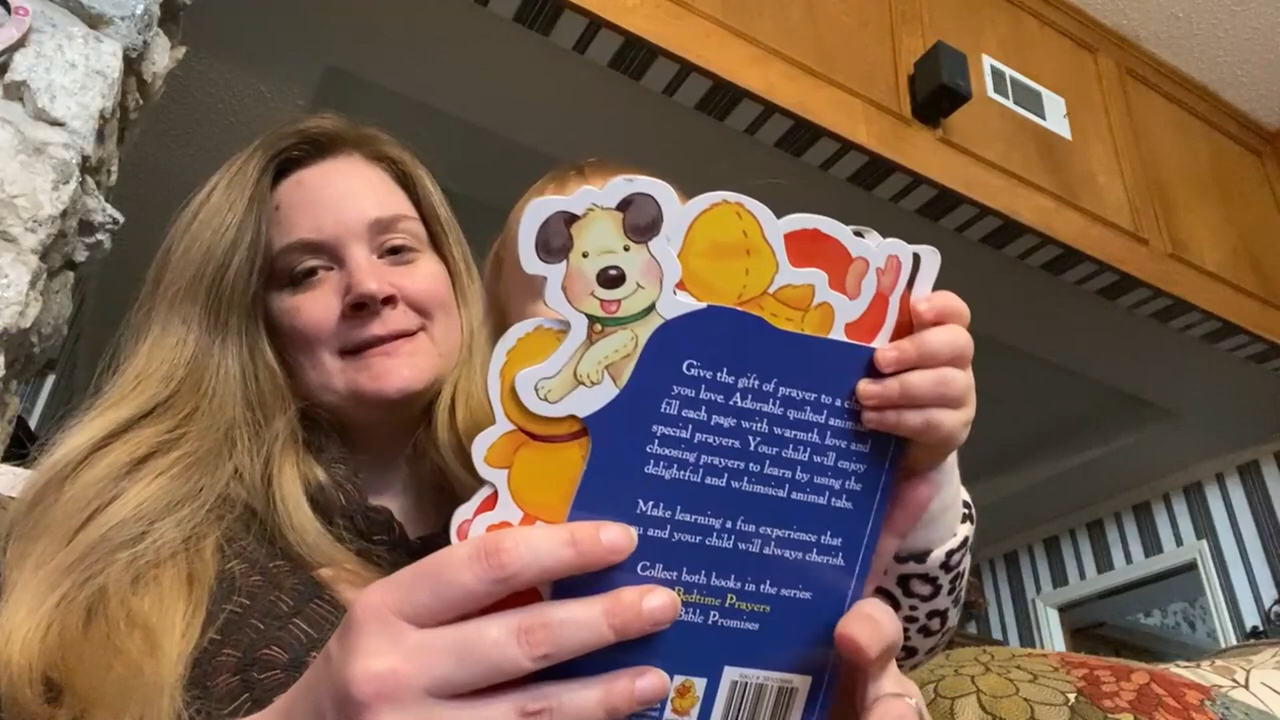 Give the gift of prayer to a
you love. Adorable quilted
fill each page with warmth, love and
special prayers. Your child will enjoy
choosing prayers to learn by using the
delightful and whimsical animal tabs.
Make learning a fun experience that
and your child will always cherish.
Collect both books in the series:
Bedtime Prayers
Bible Promises